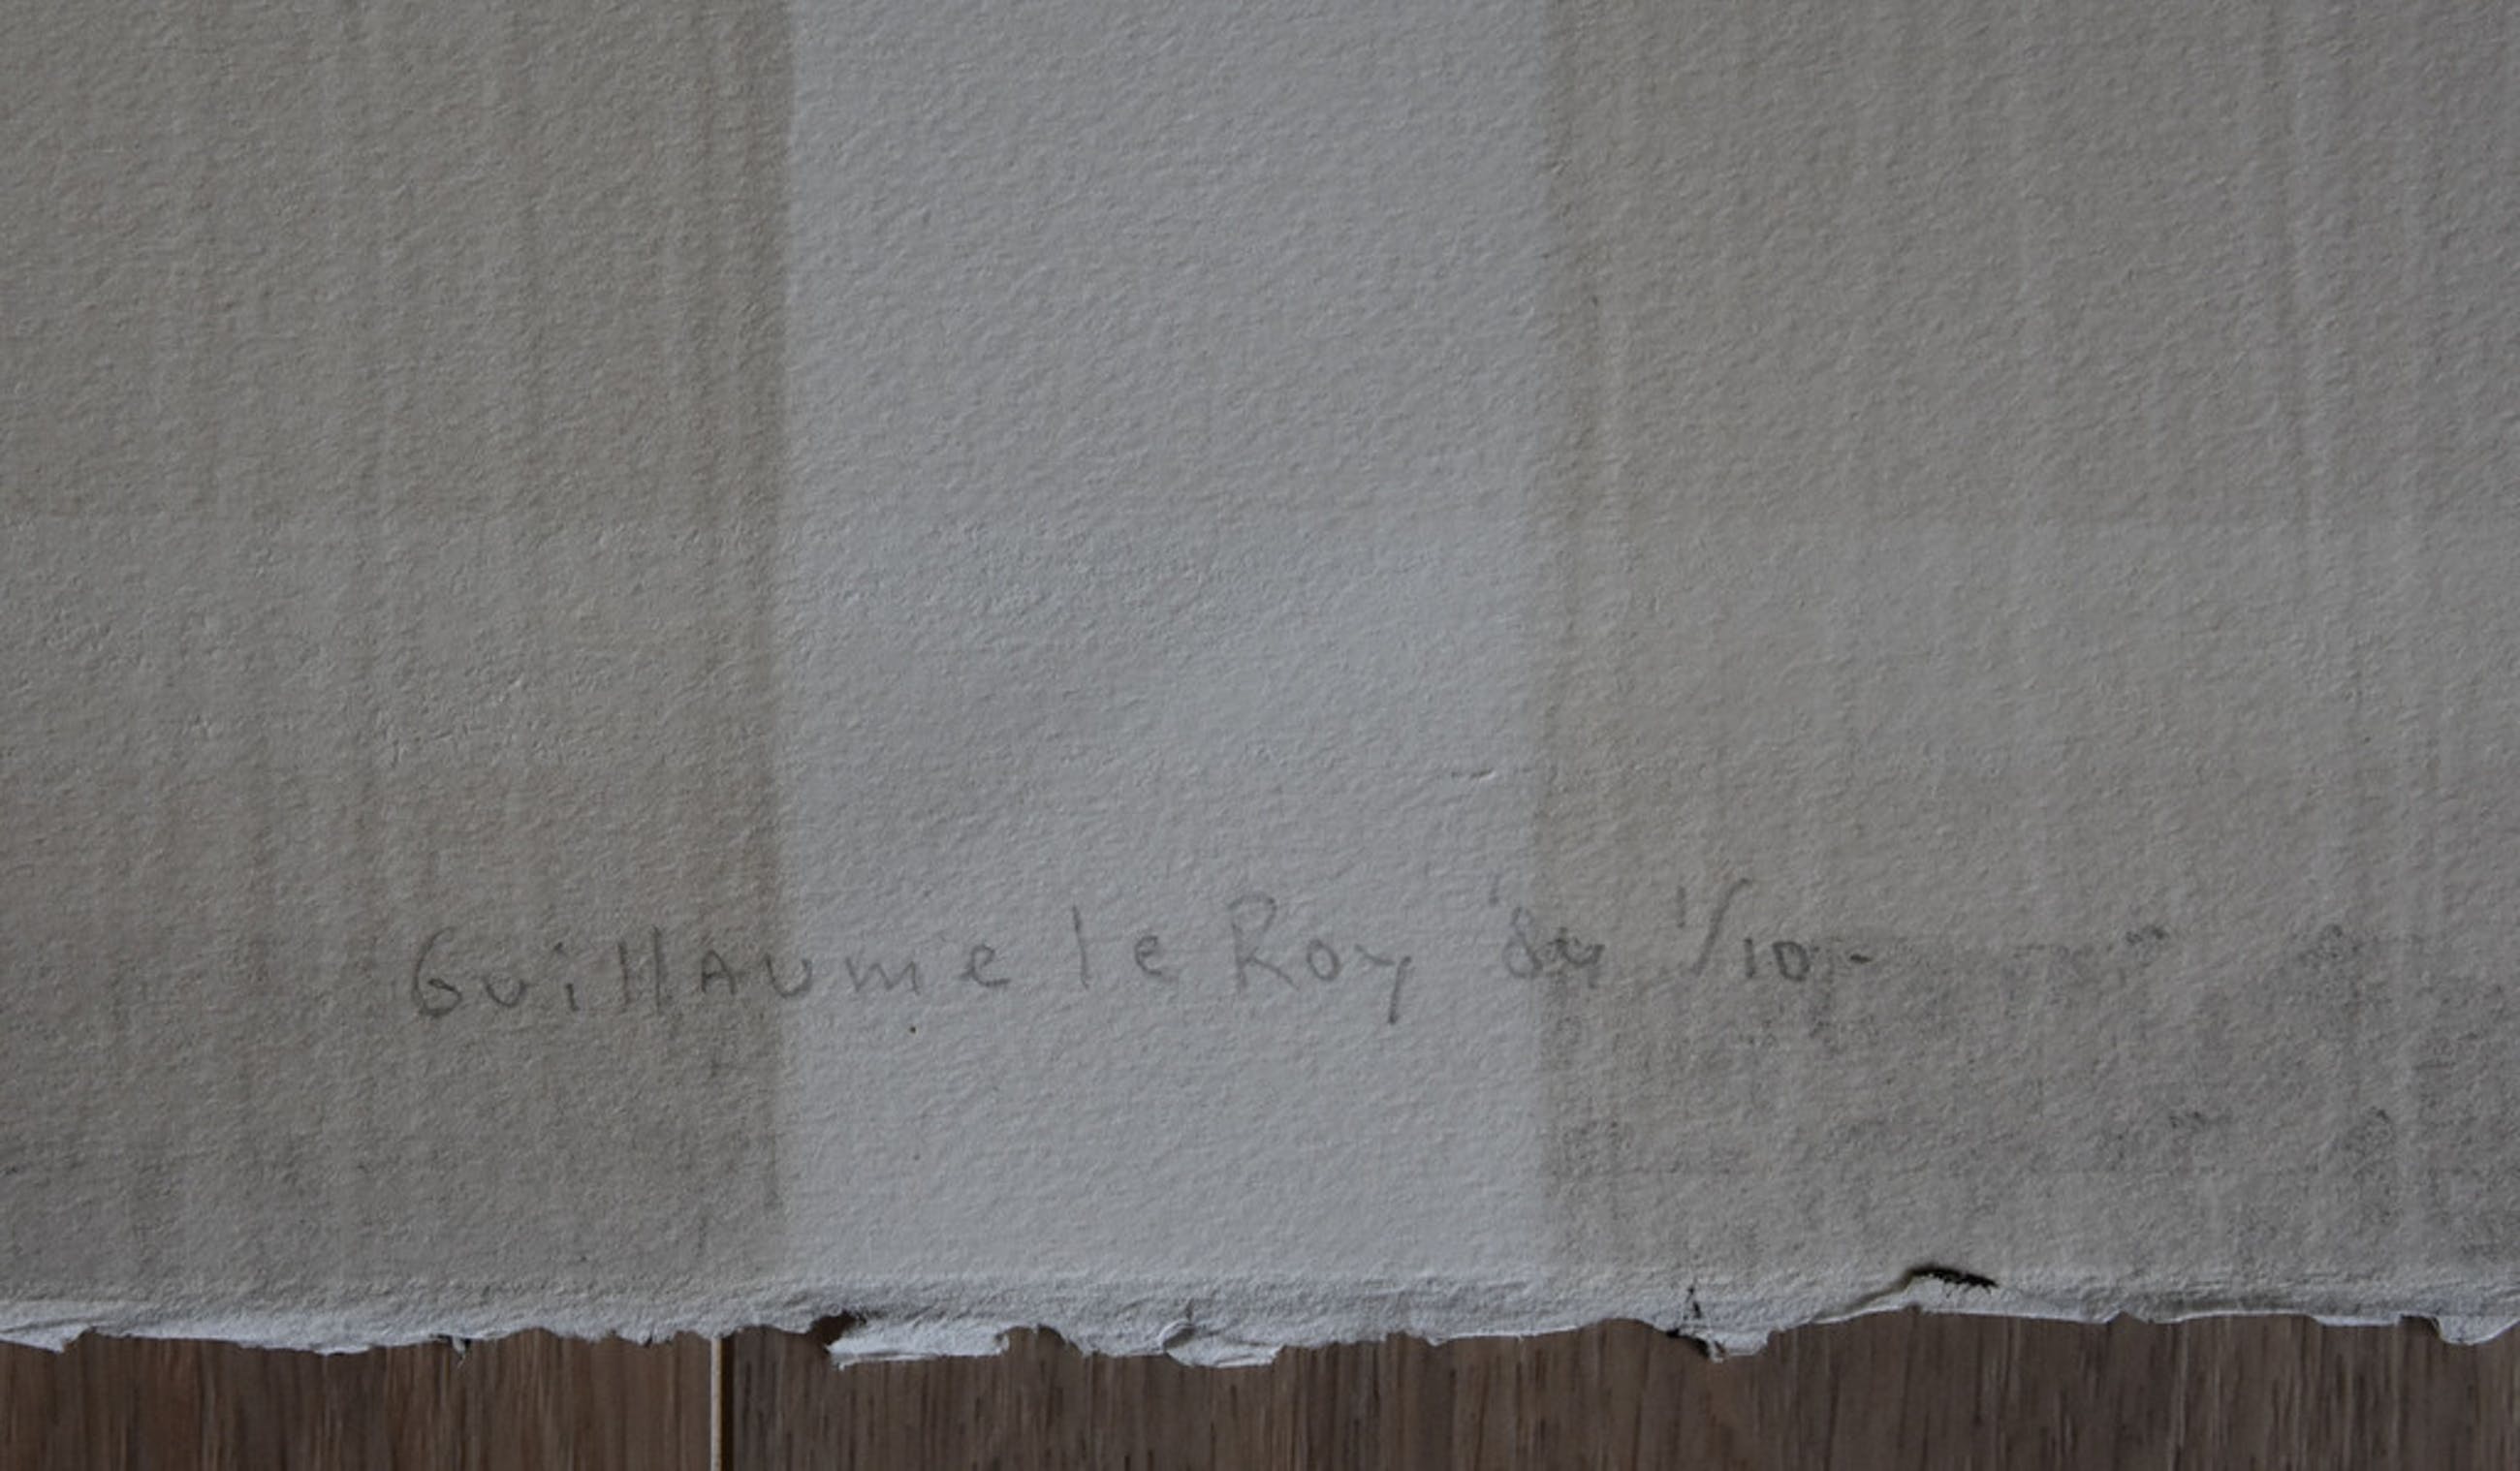 GuillAume le Roy '84 1/10-